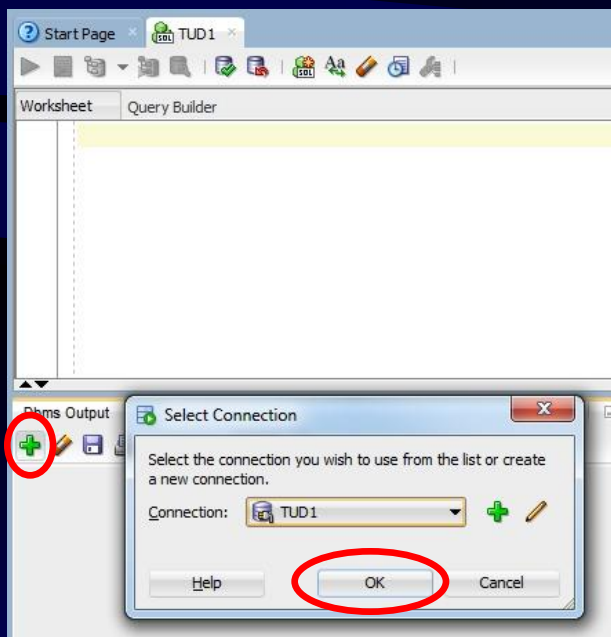 Start Page TUD1
Worksheet Query Builder
Dbms Output
Select Connection
Select the connection you wish to use from the list or create
a new connection.
Connection: TUD1
Help OK Cancel